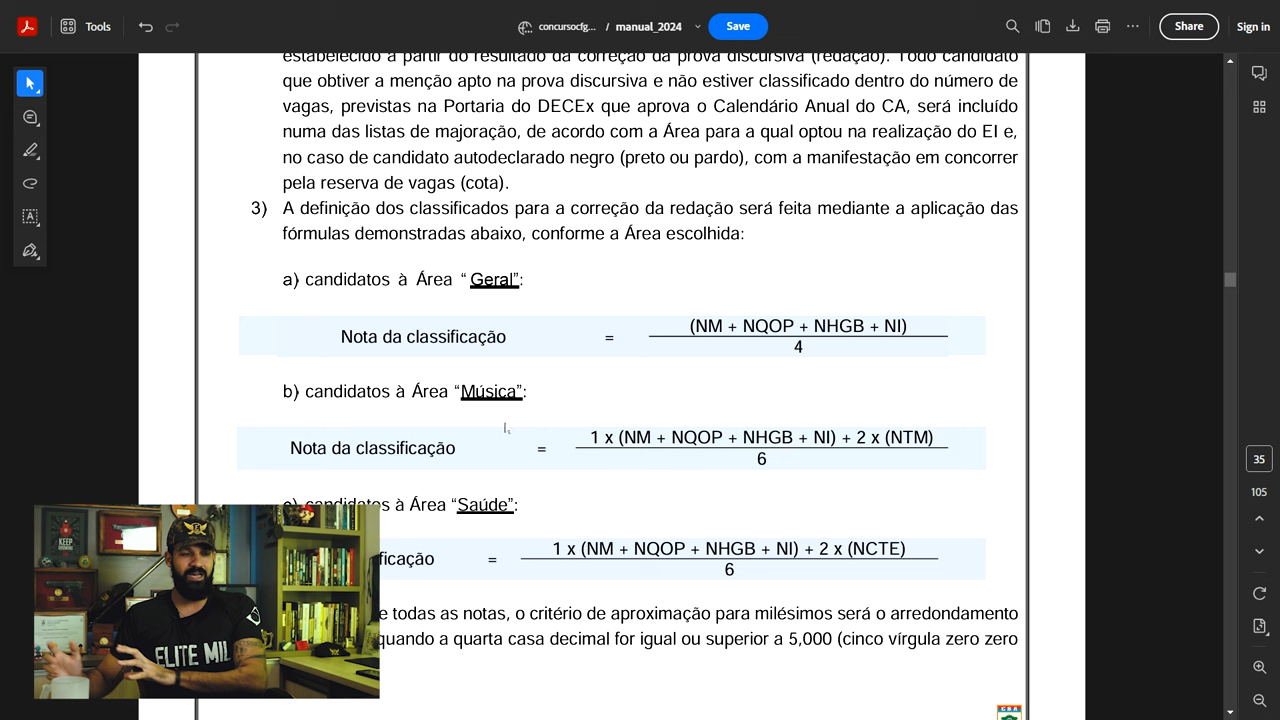 Tools
concursocfg... / manual_2024
Save
Share
Sign in
estabelecido a partir do resultado da correção da prova discursiva (redação). Todo candidato
que obtiver a menção apto na prova discursiva e não estiver classificado dentro do número de
vagas, previstas na Portaria do DECEx que aprova o Calendário Anual do CA, será incluído
numa das listas de majoração, de acordo com a Área para a qual optou na realização do EI e,
no caso de candidato autodeclarado negro (preto ou pardo), com a manifestação em concorrer
pela reserva de vagas (cota).
3) A definição dos classificados para a correção da redação será feita mediante a aplicação das
fórmulas demonstradas abaixo, conforme a Área escolhida:
a) candidatos à Área “ Geral”:
Nota da classificação = (NM + NQOP + NHGB + NI)
4
b) candidatos à Área “Música”:
Nota da classificação = 1 x (NM + NQOP + NHGB + NI) + 2 x (NTM)
6
c) candidatos à Área “Saúde”:
ficação = 1 x (NM + NQOP + NHGB + NI) + 2 x (NCTE)
6
e todas as notas, o critério de aproximação para milésimos será o arredondamento
quando a quarta casa decimal for igual ou superior a 5,000 (cinco vírgula zero zero
35
105
KEEP
ELITE MIL